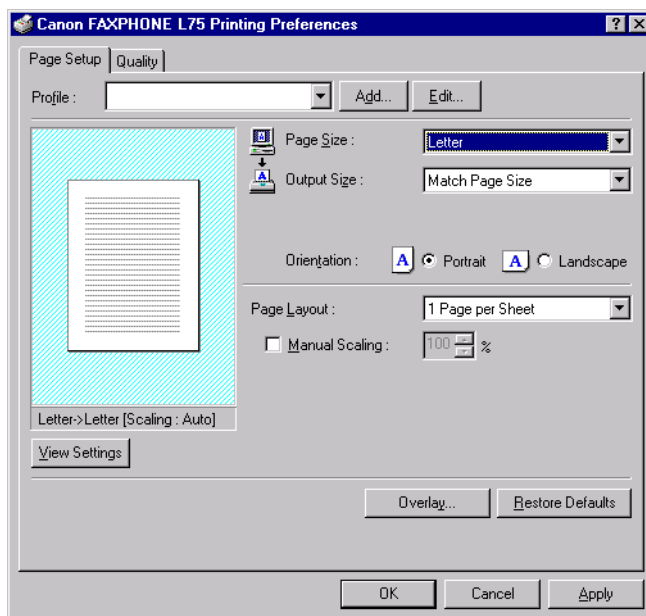 Canon FAXPHONE L75 Printing Preferences
Page Setup
Quality
Profile :
Add...
Edit...
Page Size :
Letter
Output Size :
Match Page Size
Orientation :
A
Portrait
A
Landscape
Page Layout :
1 Page per Sheet
Manual Scaling :
100
%
Letter->Letter [Scaling : Auto]
View Settings
Overlay...
Restore Defaults
OK
Cancel
Apply